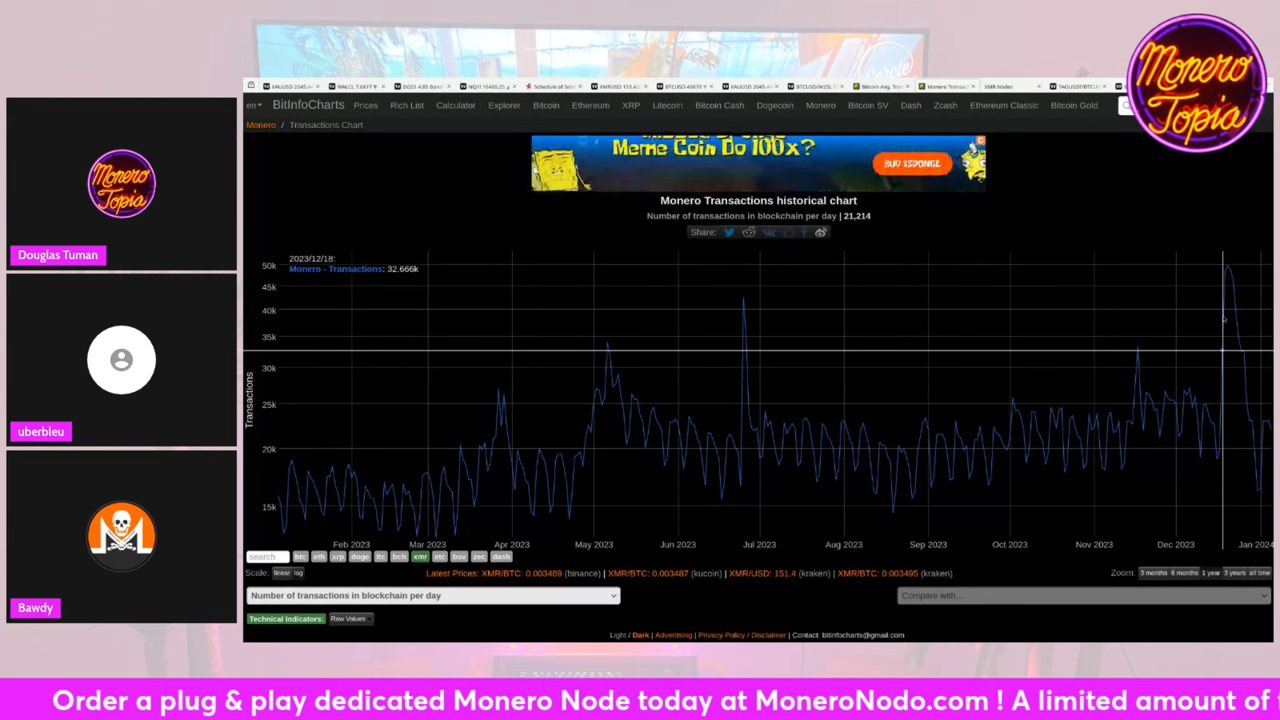 Monero
Topia
Douglas Tuman
uberbleu
Bawdy
Monero
Topia
en
BitInfoCharts Prices Rich List Calculator Explorer Bitcoin Ethereum XRP Litecoin Bitcoin Cash Dogecoin Monero Bitcoin SV Dash Zcash Ethereum Classic Bitcoin Gold
Monero / Transactions Chart
Meme Coin Do 100x?
BUY $SPONGE
Monero Transactions historical chart
Number of transactions in blockchain per day | 21,214
Share:
2023/12/18:
Monero - Transactions: 32.666k
50k
45k
40k
35k
30k
25k
20k
15k
Transactions
Feb 2023 Mar 2023 Apr 2023 May 2023 Jun 2023 Jul 2023 Aug 2023 Sep 2023 Oct 2023 Nov 2023 Dec 2023 Jan 2024
search btc eth xrp doge ltc bch xmr etc bsv zec dash
Scale: linear log
Latest Prices: XMR/BTC: 0.003489 (binance) | XMR/BTC: 0.003487 (kucoin) | XMR/USD: 151.4 (kraken) | XMR/BTC: 0.003495 (kraken)
Zoom: 3 months 6 months 1 year 3 years all time
Number of transactions in blockchain per day
Compare with...
Technical Indicators: Raw Values
Light / Dark | Advertising | Privacy Policy / Disclaimer | Contact: bitinfocharts@gmail.com
Order a plug & play dedicated Monero Node today at MoneroNodo.com ! A limited amount of